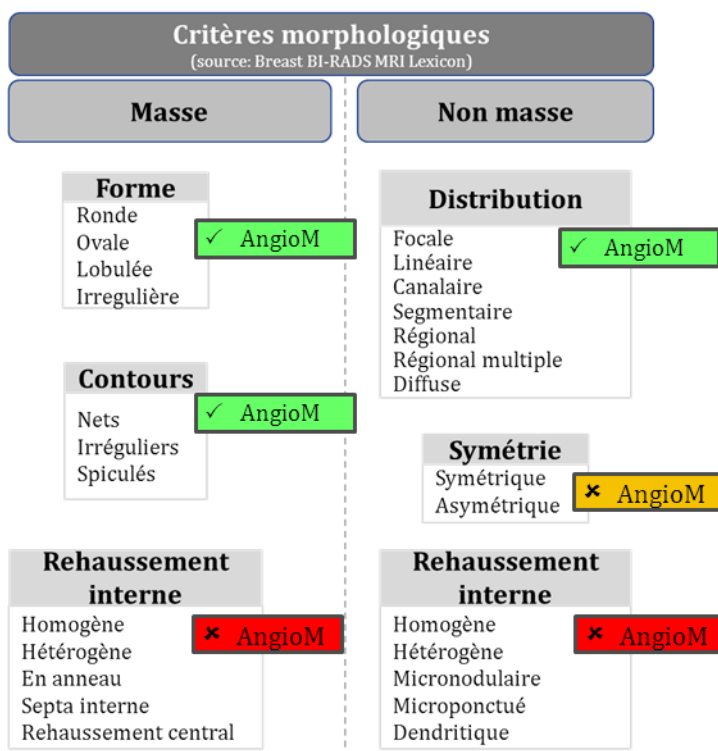 Critères morphologiques
(source: Breast BI-RADS MRI Lexicon)
Masse
Forme
Ronde
Ovale
Lobulée
Irregulière
✓ AngioM
Contours
Nets
Irréguliers
Spiculés
✓ AngioM
Rehaussement
interne
Homogène
Hétérogène
En anneau
Septa interne
Rehaussement central
✘ AngioM
Non masse
Distribution
Focale
Linéaire
Canalaire
Segmentaire
Régional
Régional multiple
Diffuse
✓ AngioM
Symétrie
Symétrique
Asymétrique
✘ AngioM
Rehaussement
interne
Homogène
Hétérogène
Micronodulaire
Microponctué
Dendritique
✘ AngioM